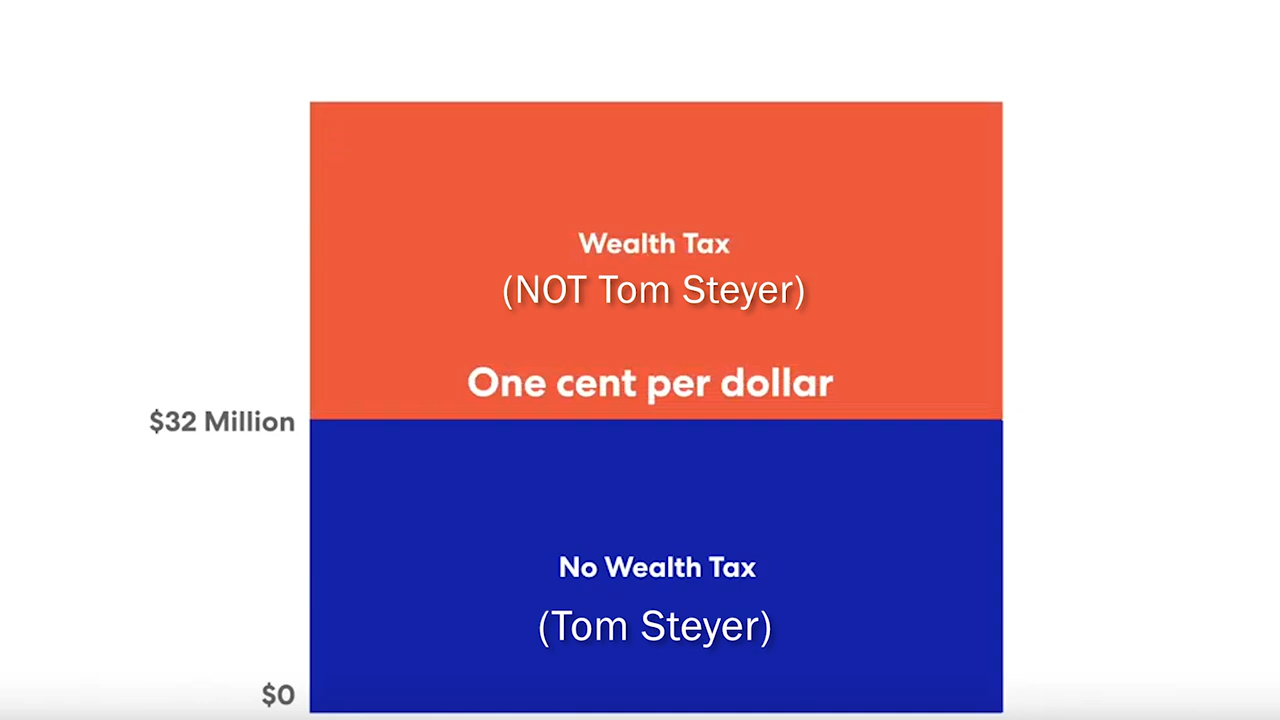 Wealth Tax
(NOT Tom Steyer)
One cent per dollar
$32 Million
No Wealth Tax
(Tom Steyer)
$0